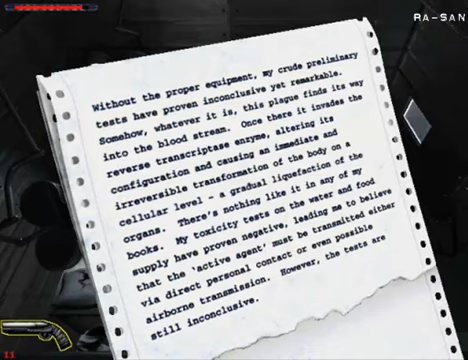 RA-SAN
Without the proper equipment, my crude preliminary
tests have proven inconclusive yet remarkable.
Somehow, whatever it is, this plague finds its way
into the blood stream. Once there it invades the
reverse transcriptase enzyme, altering its
configuration and causing an immediate and
irreversible transformation of the body on a
cellular level - a gradual liquefaction of the
organs. There's nothing like it in any of my
books. My toxicity tests on the water and food
supply have proven negative, leading me to believe
that the 'active agent' must be transmitted either
via direct personal contact or even possible
airborne transmission. However, the tests are
still inconclusive.
11